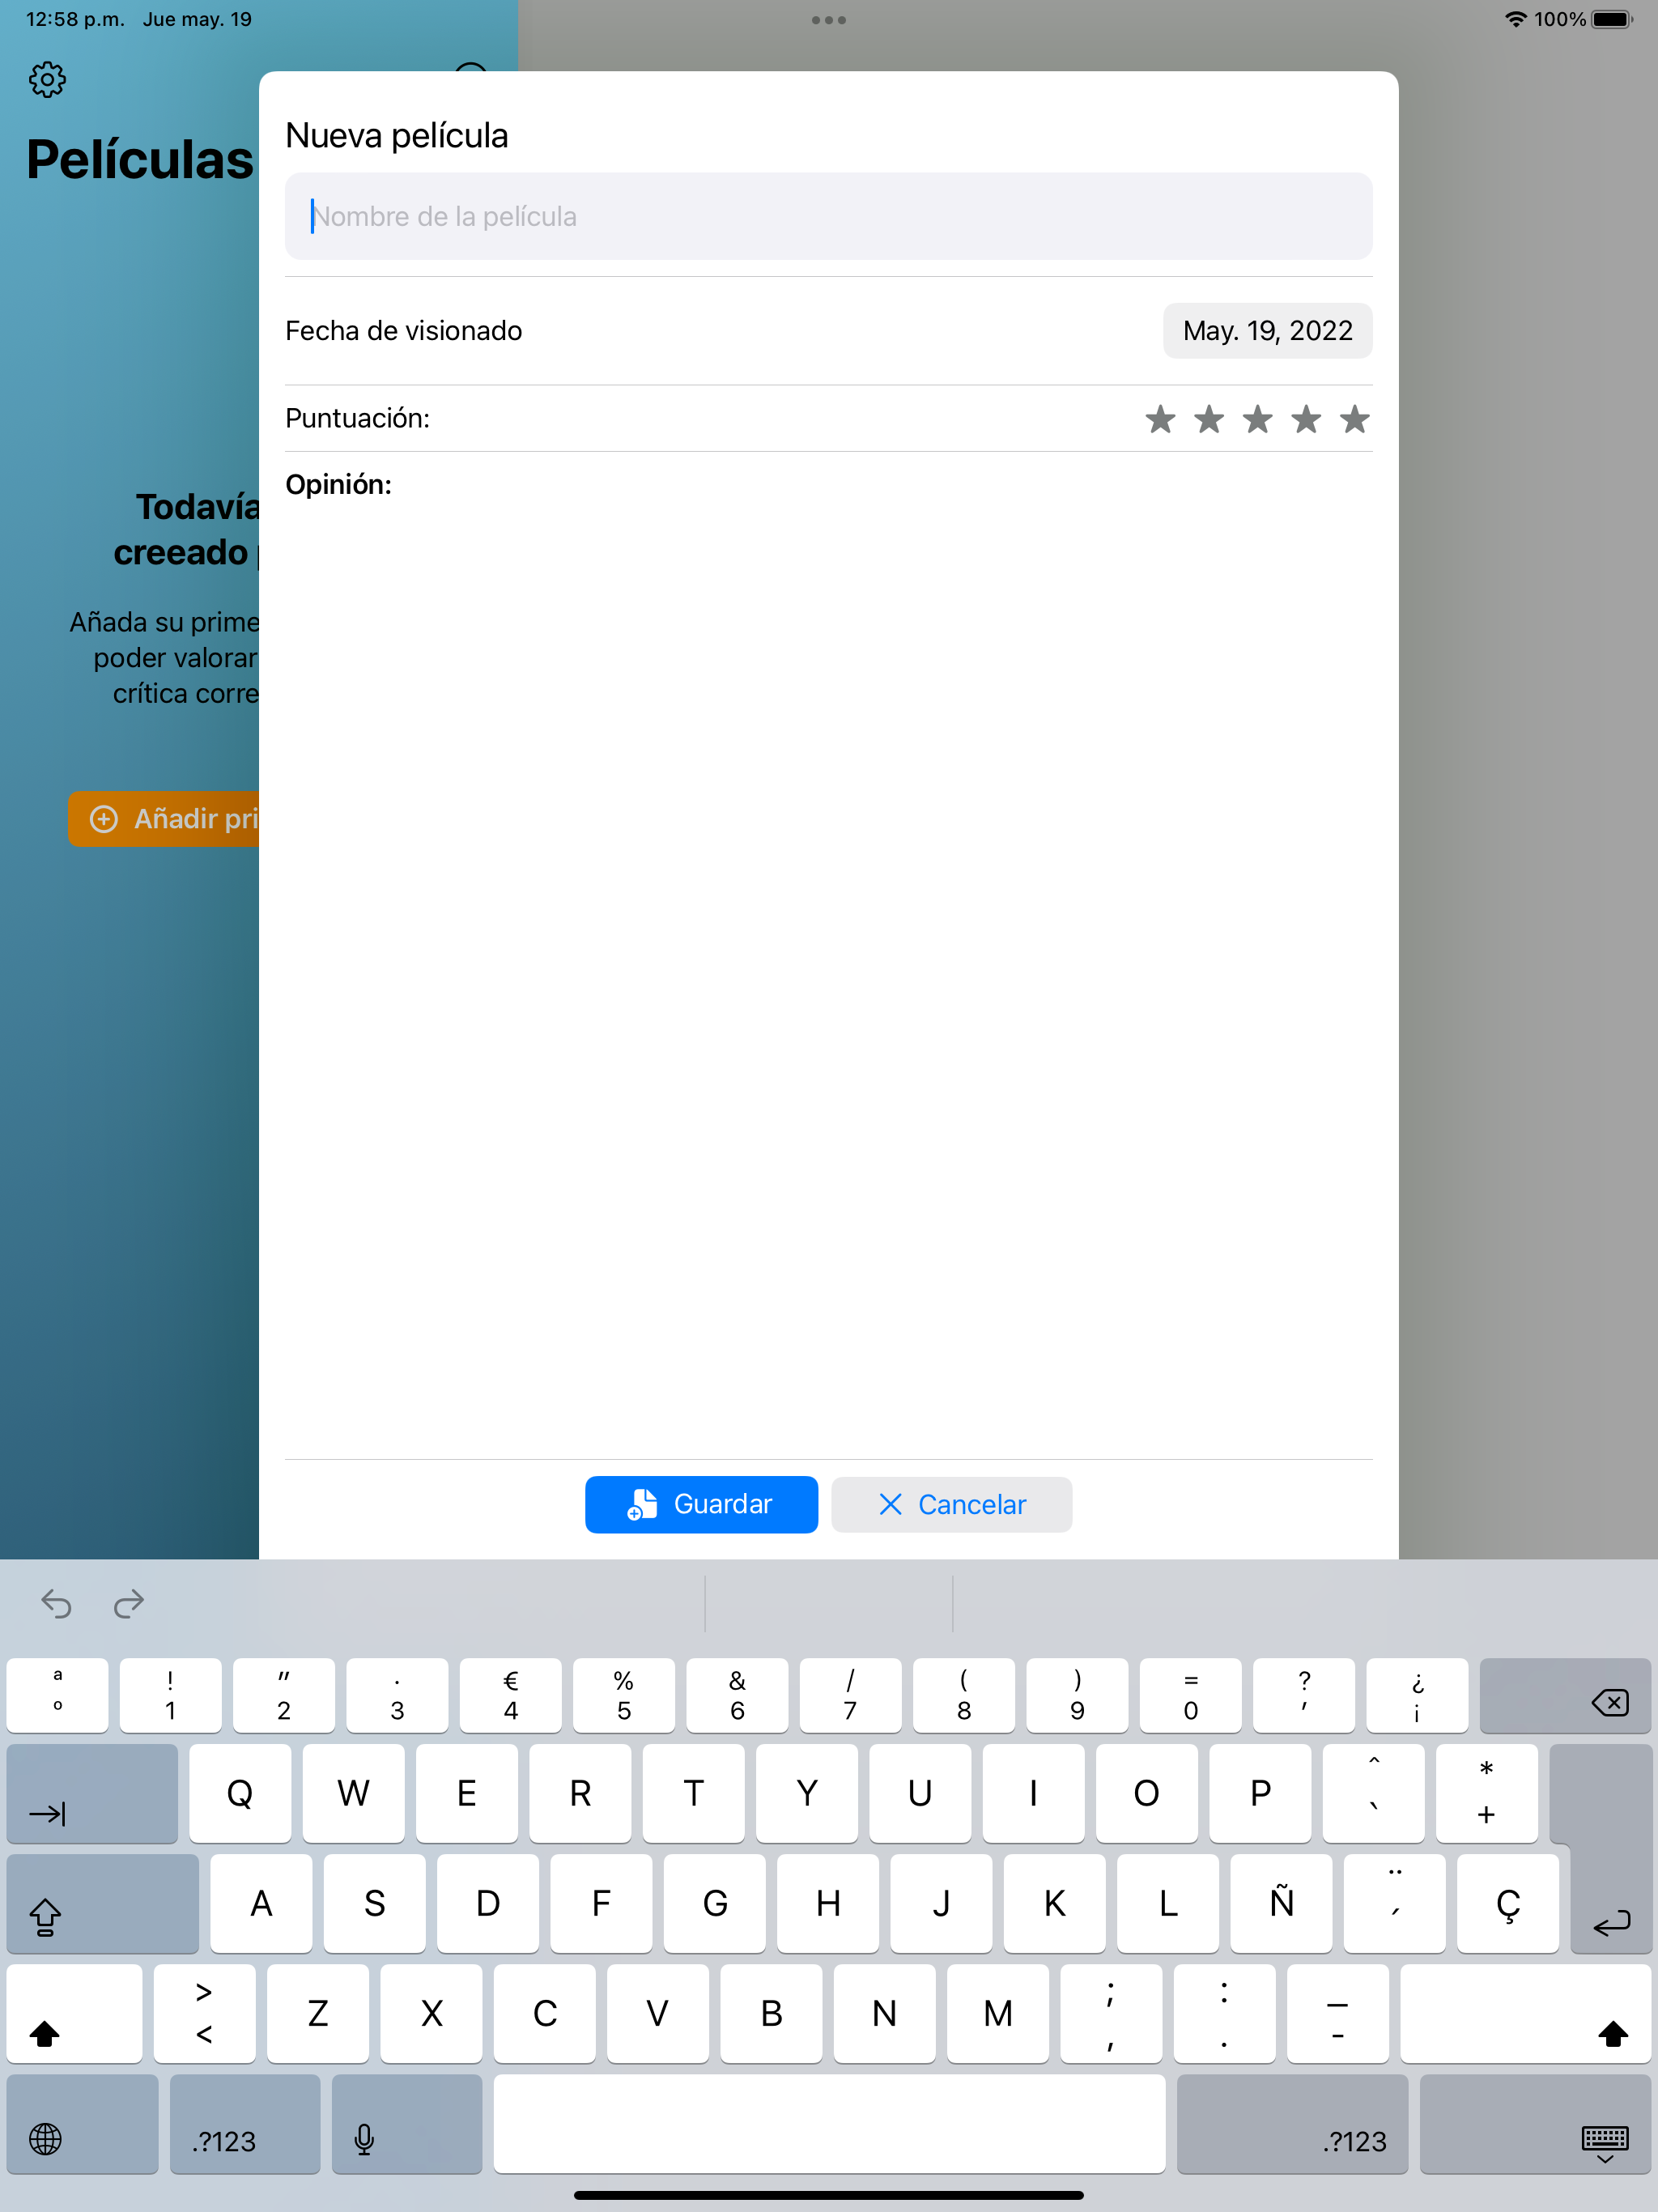 12:58 p.m. Jue may. 19
100%
Películas
Nueva película
Nombre de la película
Fecha de visionado
May. 19, 2022
Puntuación:
Opinión:
Todavía
creeado
Añada su prime
poder valorar
crítica corre
Añadir pri
Guardar
Cancelar
ª ! " · € % & / ( ) = ? ¿
º 1 2 3 4 5 6 7 8 9 0 ' ¡
Q W E R T Y U I O P ^ ` * +
A S D F G H J K L Ñ ¨ ´ Ç
> < Z X C V B N M ; , : . _ -
.?123 .?123